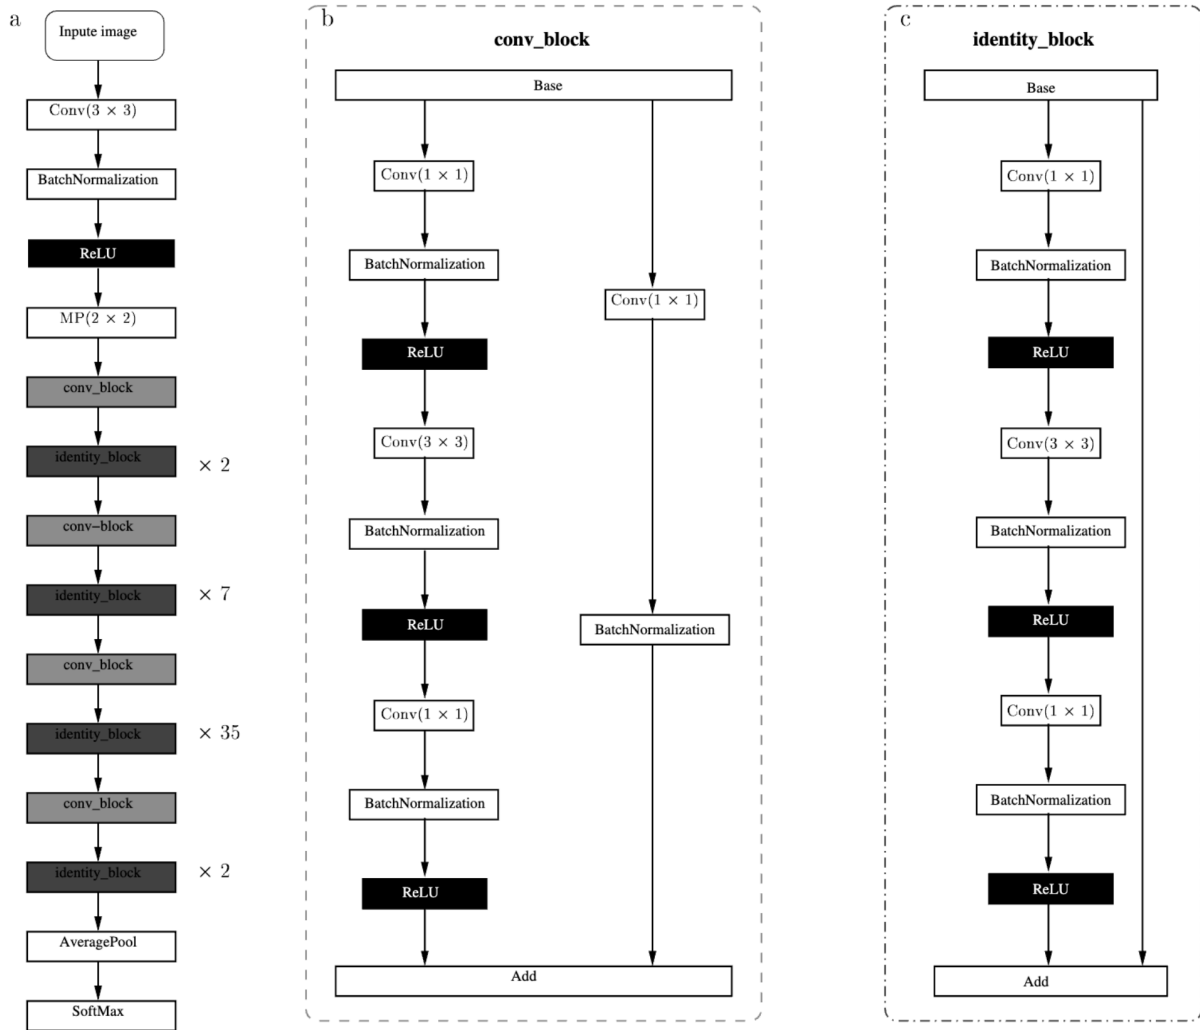 a
Inpute image
Conv(3 × 3)
BatchNormalization
ReLU
MP(2 × 2)
conv_block
identity_block × 2
conv−block
identity_block × 7
conv_block
identity_block × 35
conv_block
identity_block × 2
AveragePool
SoftMax
b
conv_block
Base
Conv(1 × 1)
BatchNormalization
ReLU
Conv(3 × 3)
BatchNormalization
ReLU
Conv(1 × 1)
BatchNormalization
ReLU
Conv(1 × 1)
BatchNormalization
Add
c
identity_block
Base
Conv(1 × 1)
BatchNormalization
ReLU
Conv(3 × 3)
BatchNormalization
ReLU
Conv(1 × 1)
BatchNormalization
ReLU
Add